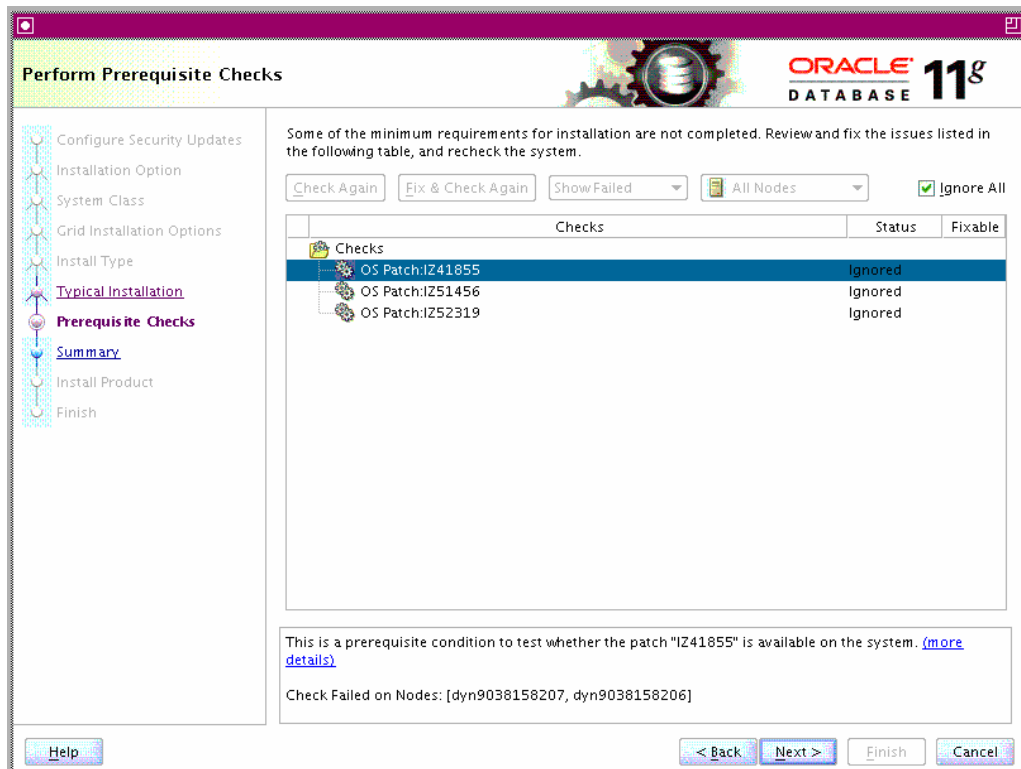 Perform Prerequisite Checks
ORACLE
DATABASE
11g
Configure Security Updates
Installation Option
System Class
Grid Installation Options
Install Type
Typical Installation
Prerequisite Checks
Summary
Install Product
Finish
Some of the minimum requirements for installation are not completed. Review and fix the issues listed in
the following table, and recheck the system.
Check Again Fix & Check Again Show Failed All Nodes Ignore All
Checks Status Fixable
Checks
OS Patch:IZ41855 Ignored
OS Patch:IZ51456 Ignored
OS Patch:IZ52319 Ignored
This is a prerequisite condition to test whether the patch "IZ41855" is available on the system. (more
details)
Check Failed on Nodes: [dyn9038158207, dyn9038158206]
Help < Back Next > Finish Cancel